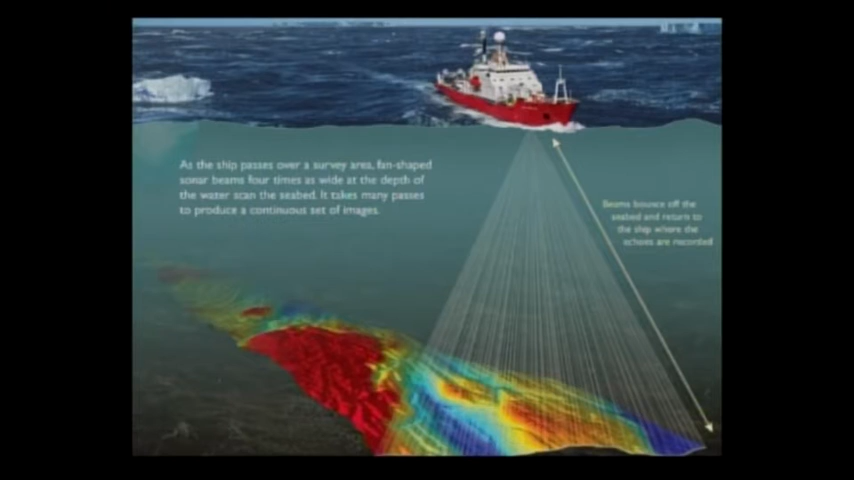 As the ship passes over a survey area, fan-shaped
sonar beams four times as wide at the depth of
the water scan the seabed. It takes many passes
to produce a continuous set of images.
Beams bounce off the
seabed and return to
the ship where the
echoes are recorded